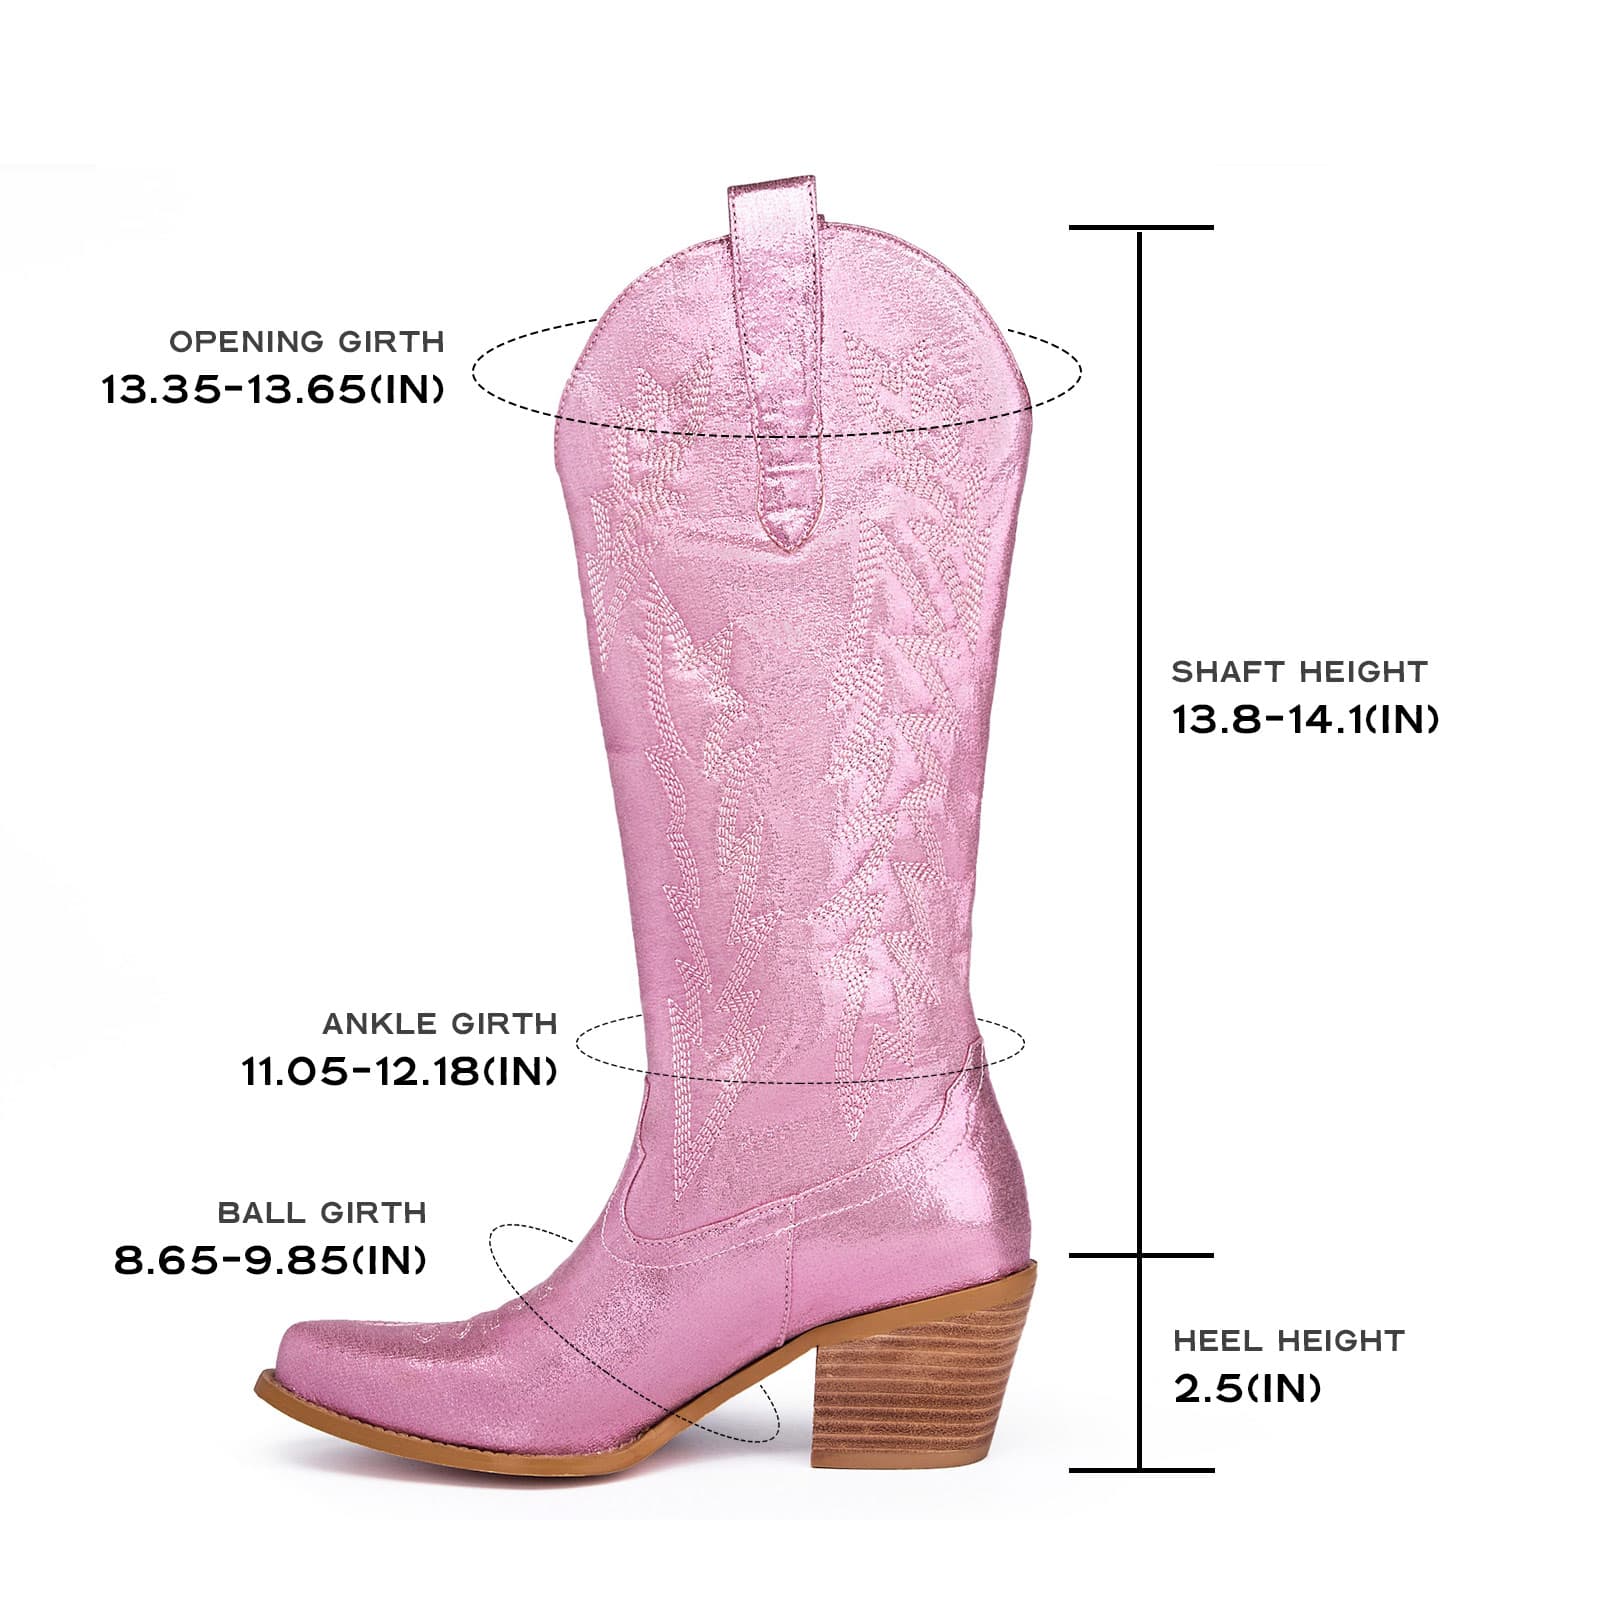 OPENING GIRTH
13.35-13.65(IN)
SHAFT HEIGHT
13.8-14.1(IN)
ANKLE GIRTH
11.05-12.18(IN)
BALL GIRTH
8.65-9.85(IN)
HEEL HEIGHT
2.5(IN)